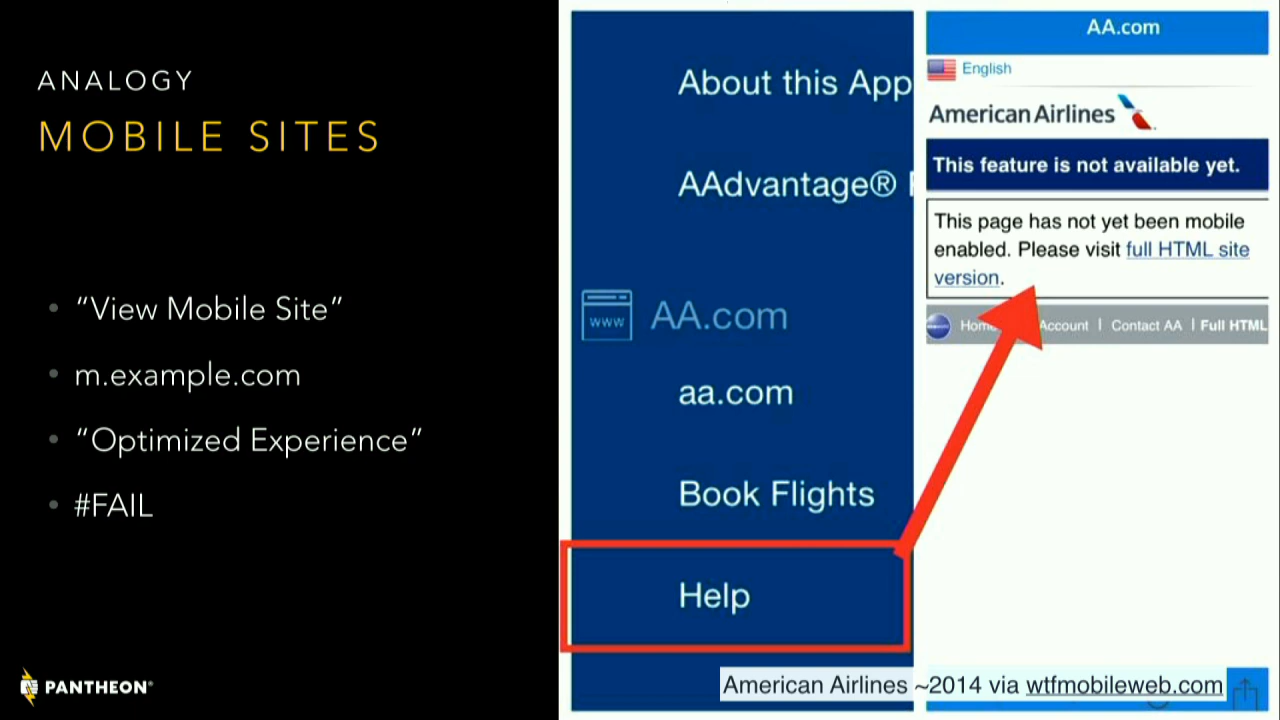 ANALOGY
MOBILE SITES
“View Mobile Site”
m.example.com
“Optimized Experience”
#FAIL
PANTHEON®
About this App
AAdvantage®
www
AA.com
aa.com
Book Flights
Help
AA.com
English
American Airlines
This feature is not available yet.
This page has not yet been mobile
enabled. Please visit full HTML site
version.
Account | Contact AA | Full HTML
American Airlines ~2014 via wtfmobileweb.com